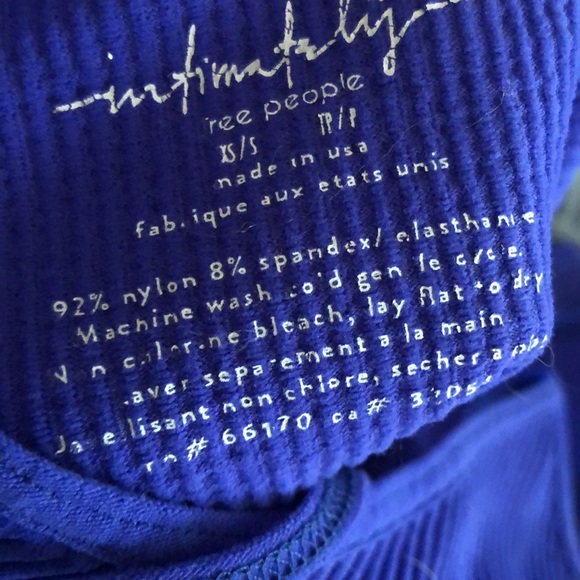 intimately
free people
XS/S TP/P
made in usa
fabrique aux etats unis
92% nylon 8% spandex/ elasthanne
Machine wash cold gentle cycle.
Non chlorine bleach, lay flat to dry
Laver separement a la main
Javellisant non chlore, secher a plat
rn# 66170 ca#